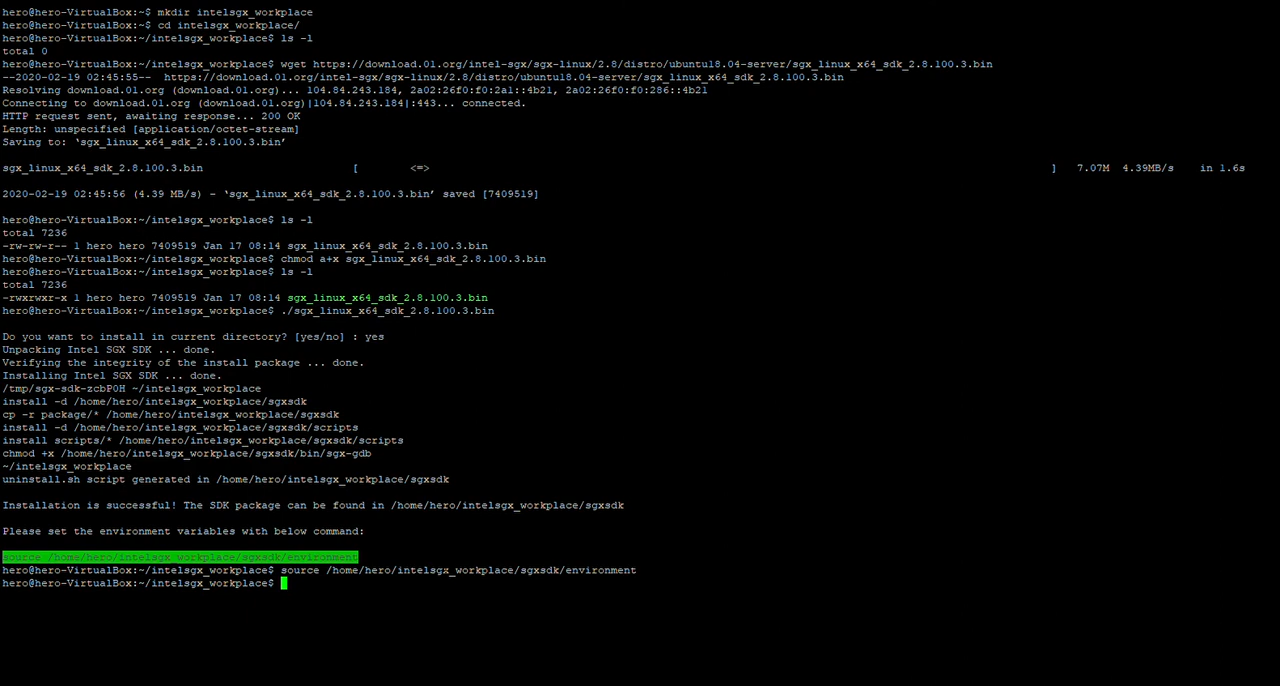 hero@hero-VirtualBox:~$ mkdir intelsgx_workplace
hero@hero-VirtualBox:~$ cd intelsgx_workplace/
hero@hero-VirtualBox:~/intelsgx_workplace$ ls -l
total 0
hero@hero-VirtualBox:~/intelsgx_workplace$ wget https://download.01.org/intel-sgx/sgx-linux/2.8/distro/ubuntu18.04-server/sgx_linux_x64_sdk_2.8.100.3.bin
--2020-02-19 02:45:55--  https://download.01.org/intel-sgx/sgx-linux/2.8/distro/ubuntu18.04-server/sgx_linux_x64_sdk_2.8.100.3.bin
Resolving download.01.org (download.01.org)... 104.84.243.184, 2a02:26f0:f0:2a1::4b21, 2a02:26f0:f0:286::4b21
Connecting to download.01.org (download.01.org)|104.84.243.184|:443... connected.
HTTP request sent, awaiting response... 200 OK
Length: unspecified [application/octet-stream]
Saving to: ‘sgx_linux_x64_sdk_2.8.100.3.bin’
sgx_linux_x64_sdk_2.8.100.3.bin [ <=> ] 7.07M 4.39MB/s in 1.6s
2020-02-19 02:45:56 (4.39 MB/s) - ‘sgx_linux_x64_sdk_2.8.100.3.bin’ saved [7409519]
hero@hero-VirtualBox:~/intelsgx_workplace$ ls -l
total 7236
-rw-rw-r-- 1 hero hero 7409519 Jan 17 08:14 sgx_linux_x64_sdk_2.8.100.3.bin
hero@hero-VirtualBox:~/intelsgx_workplace$ chmod a+x sgx_linux_x64_sdk_2.8.100.3.bin
hero@hero-VirtualBox:~/intelsgx_workplace$ ls -l
total 7236
-rwxrwxr-x 1 hero hero 7409519 Jan 17 08:14 sgx_linux_x64_sdk_2.8.100.3.bin
hero@hero-VirtualBox:~/intelsgx_workplace$ ./sgx_linux_x64_sdk_2.8.100.3.bin
Do you want to install in current directory? [yes/no] : yes
Unpacking Intel SGX SDK ... done.
Verifying the integrity of the install package ... done.
Installing Intel SGX SDK ... done.
/tmp/sgx-sdk-zcbP0H ~/intelsgx_workplace
install -d /home/hero/intelsgx_workplace/sgxsdk
cp -r package/* /home/hero/intelsgx_workplace/sgxsdk
install -d /home/hero/intelsgx_workplace/sgxsdk/scripts
install scripts/* /home/hero/intelsgx_workplace/sgxsdk/scripts
chmod +x /home/hero/intelsgx_workplace/sgxsdk/bin/sgx-gdb
~/intelsgx_workplace
uninstall.sh script generated in /home/hero/intelsgx_workplace/sgxsdk
Installation is successful! The SDK package can be found in /home/hero/intelsgx_workplace/sgxsdk
Please set the environment variables with below command:
source /home/hero/intelsgx_workplace/sgxsdk/environment
hero@hero-VirtualBox:~/intelsgx_workplace$ source /home/hero/intelsgx_workplace/sgxsdk/environment
hero@hero-VirtualBox:~/intelsgx_workplace$